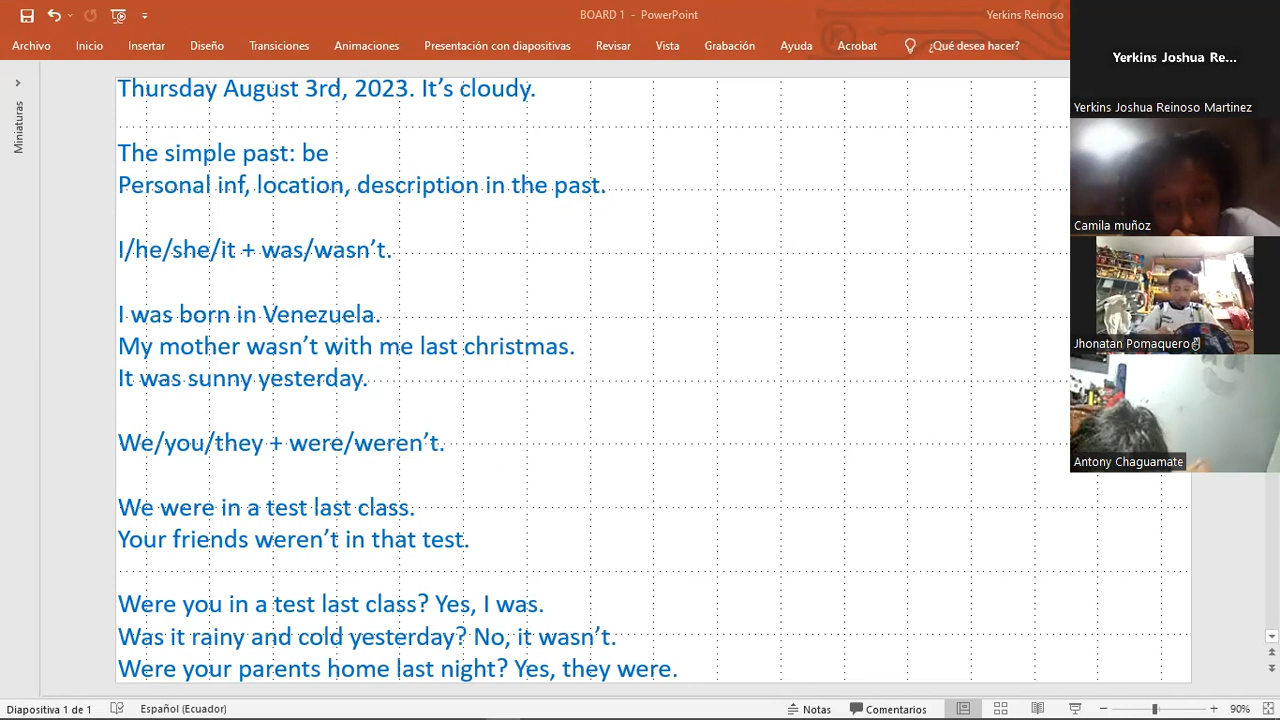 BOARD 1 - PowerPoint
Yerkins Reinoso
Archivo Inicio Insertar Diseño Transiciones Animaciones Presentación con diapositivas Revisar Vista Grabación Ayuda Acrobat ¿Qué desea hacer?
Miniaturas
Thursday August 3rd, 2023. It’s cloudy.
The simple past: be
Personal inf, location, description in the past.
I/he/she/it + was/wasn’t.
I was born in Venezuela.
My mother wasn’t with me last christmas.
It was sunny yesterday.
We/you/they + were/weren’t.
We were in a test last class.
Your friends weren’t in that test.
Were you in a test last class? Yes, I was.
Was it rainy and cold yesterday? No, it wasn’t.
Were your parents home last night? Yes, they were.
Yerkins Joshua Re...
Yerkins Joshua Reinoso Martinez
Camila muñoz
Jhonatan Pomaquero
Antony Chaguamate
Diapositiva 1 de 1 Español (Ecuador) Notas Comentarios 90%